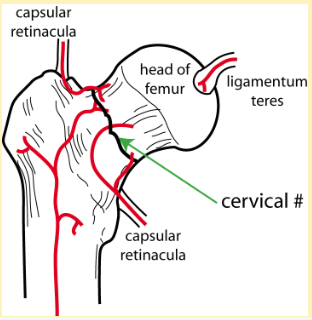 capsular
retinacula
head of
femur
ligamentum
teres
cervical #
capsular
retinacula